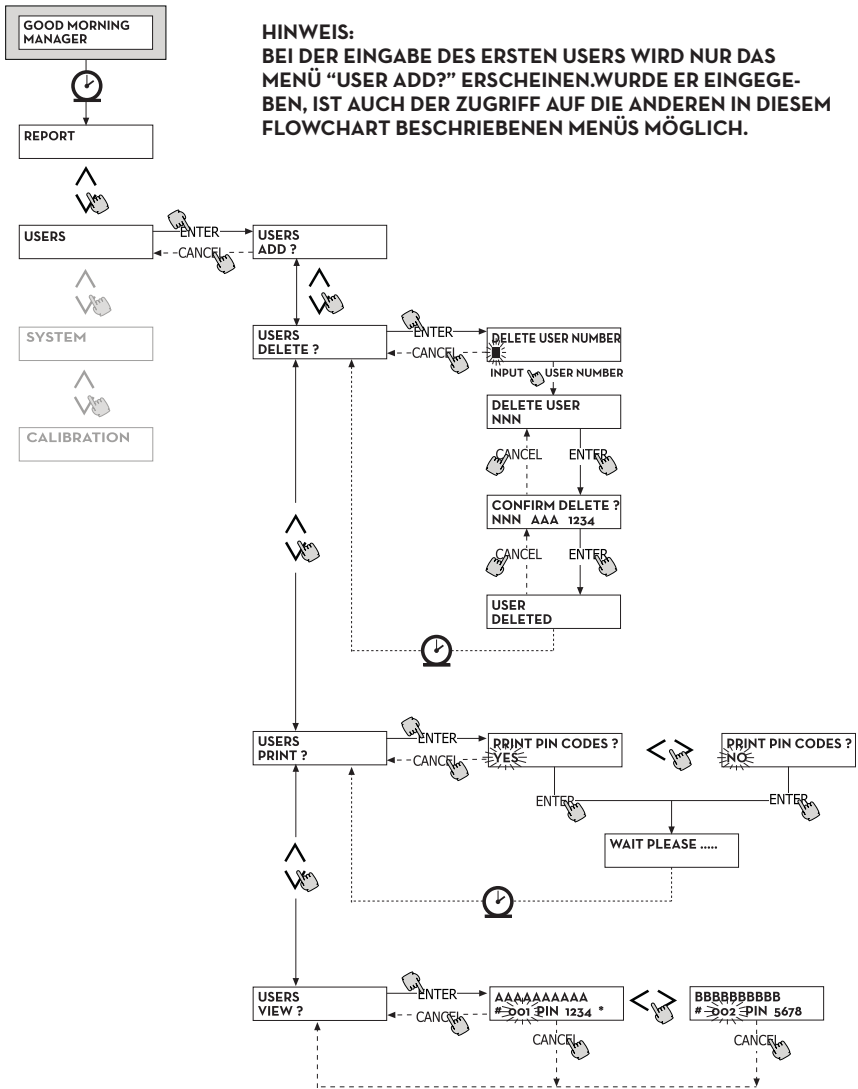 GOOD MORNING
MANAGER
HINWEIS:
BEI DER EINGABE DES ERSTEN USERS WIRD NUR DAS
MENÜ “USER ADD?” ERSCHEINEN.WURDE ER EINGEGE-
BEN, IST AUCH DER ZUGRIFF AUF DIE ANDEREN IN DIESEM
FLOWCHART BESCHRIEBENEN MENÜS MÖGLICH.
REPORT
USERS
ENTER
CANCEL
USERS
ADD ?
SYSTEM
CALIBRATION
USERS
DELETE ?
ENTER
CANCEL
DELETE USER NUMBER
INPUT USER NUMBER
DELETE USER
NNN
CANCEL ENTER
CONFIRM DELETE ?
NNN AAA 1234
CANCEL ENTER
USER
DELETED
USERS
PRINT ?
ENTER
CANCEL
PRINT PIN CODES ?
YES
PRINT PIN CODES ?
NO
ENTER
ENTER
WAIT PLEASE .....
USERS
VIEW ?
ENTER
CANCEL
AAAAAAAAAA
# 001 PIN 1234 *
BBBBBBBBBB
# 002 PIN 5678
CANCEL
CANCEL